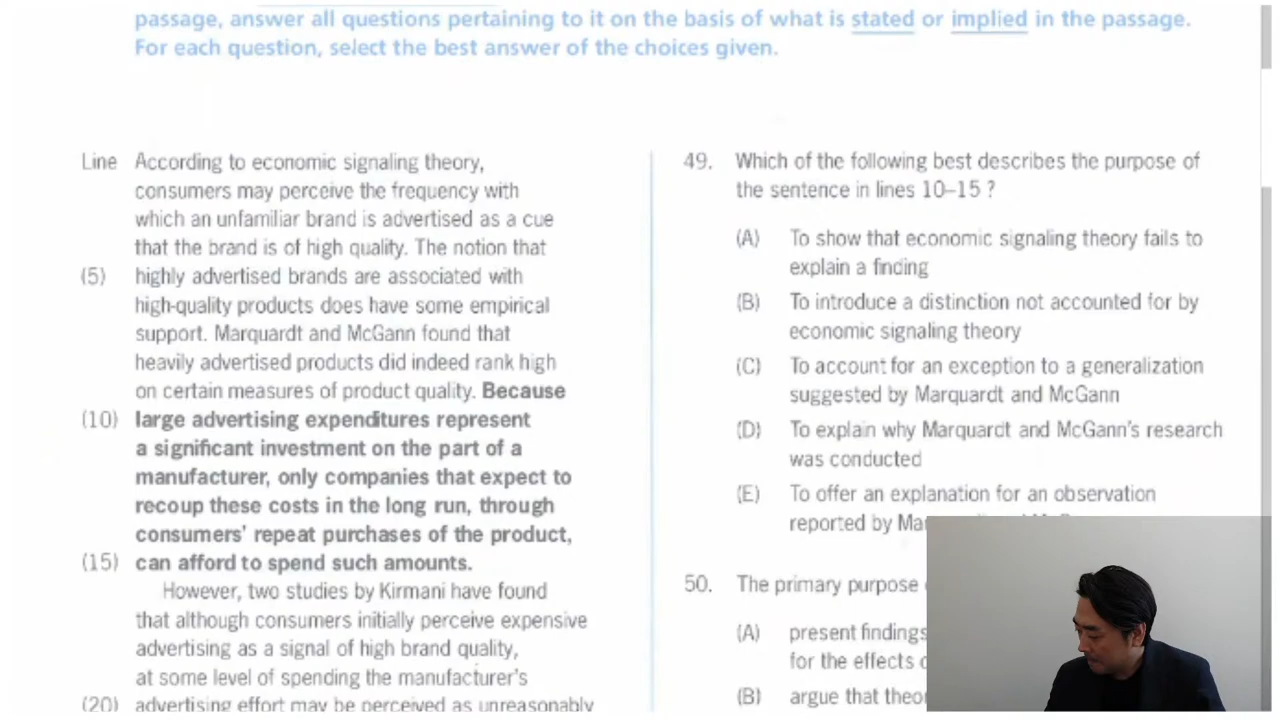 passage, answer all questions pertaining to it on the basis of what is stated or implied in the passage.
For each question, select the best answer of the choices given.
Line According to economic signaling theory,
consumers may perceive the frequency with
which an unfamiliar brand is advertised as a cue
that the brand is of high quality. The notion that
(5) highly advertised brands are associated with
high-quality products does have some empirical
support. Marquardt and McGann found that
heavily advertised products did indeed rank high
on certain measures of product quality. Because
(10) large advertising expenditures represent
a significant investment on the part of a
manufacturer, only companies that expect to
recoup these costs in the long run, through
consumers' repeat purchases of the product,
(15) can afford to spend such amounts.
However, two studies by Kirmani have found
that although consumers initially perceive expensive
advertising as a signal of high brand quality,
at some level of spending the manufacturer's
(20) advertising effort may be perceived as unreasonably
49. Which of the following best describes the purpose of
the sentence in lines 10–15 ?
(A) To show that economic signaling theory fails to
explain a finding
(B) To introduce a distinction not accounted for by
economic signaling theory
(C) To account for an exception to a generalization
suggested by Marquardt and McGann
(D) To explain why Marquardt and McGann's research
was conducted
(E) To offer an explanation for an observation
reported by
50. The primary purpose
(A) present findings
for the effects
(B) argue that